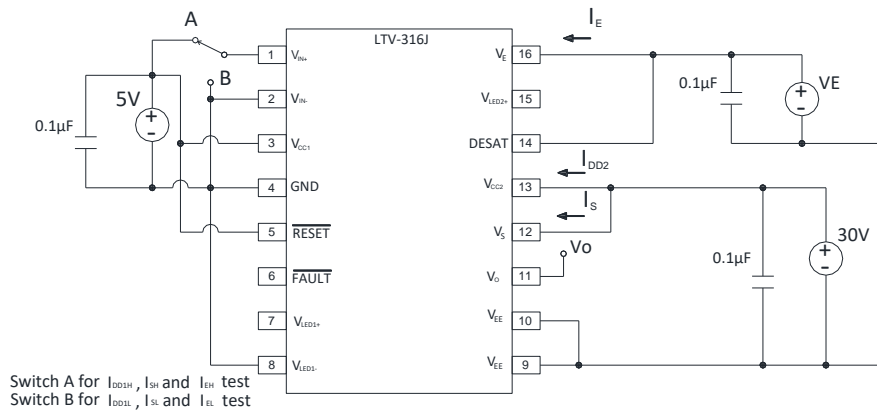 A
LTV-316J
I_E
1
V_IN+
V_E
16
B
2
V_IN-
V_LED2+
15
0.1µF
VE
5V
0.1µF
3
V_CC1
DESAT
14
I_DD2
4
GND
V_CC2
13
I_S
5
RESET
V_S
12
Vo
30V
0.1µF
6
FAULT
V_O
11
7
V_LED1+
V_EE
10
8
V_LED1-
V_EE
9
Switch A for I_DD1H , I_SH and I_EH test
Switch B for I_DD1L , I_SL and I_EL test